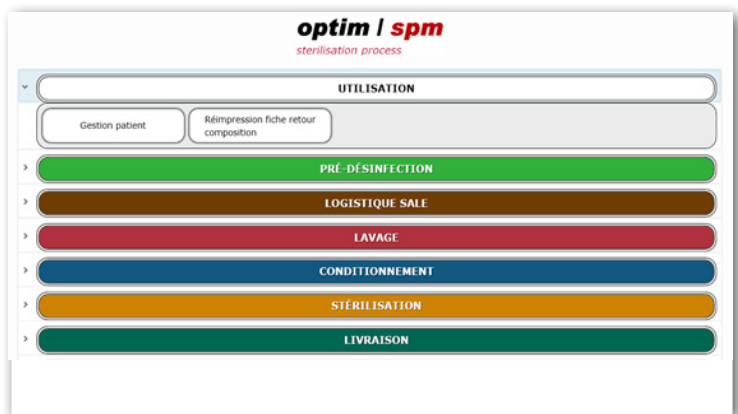 optim / spm
sterilisation process
UTILISATION
Gestion patient
Réimpression fiche retour
composition
PRÉ-DÉSINFECTION
LOGISTIQUE SALE
LAVAGE
CONDITIONNEMENT
STÉRILISATION
LIVRAISON